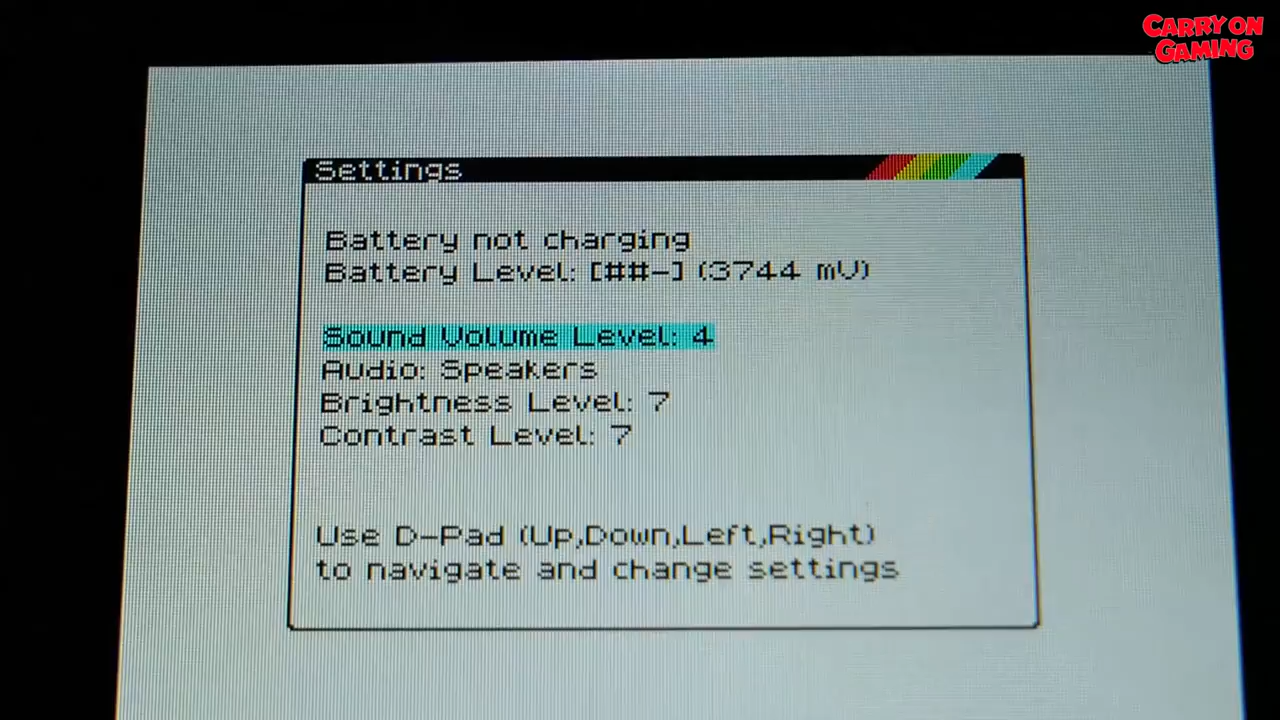 CARRY ON
GAMING
Settings
Battery not charging
Battery Level: [##-] (3744 mV)
Sound Volume Level: 4
Audio: Speakers
Brightness Level: 7
Contrast Level: 7
Use D-Pad (Up,Down,Left,Right)
to navigate and change settings